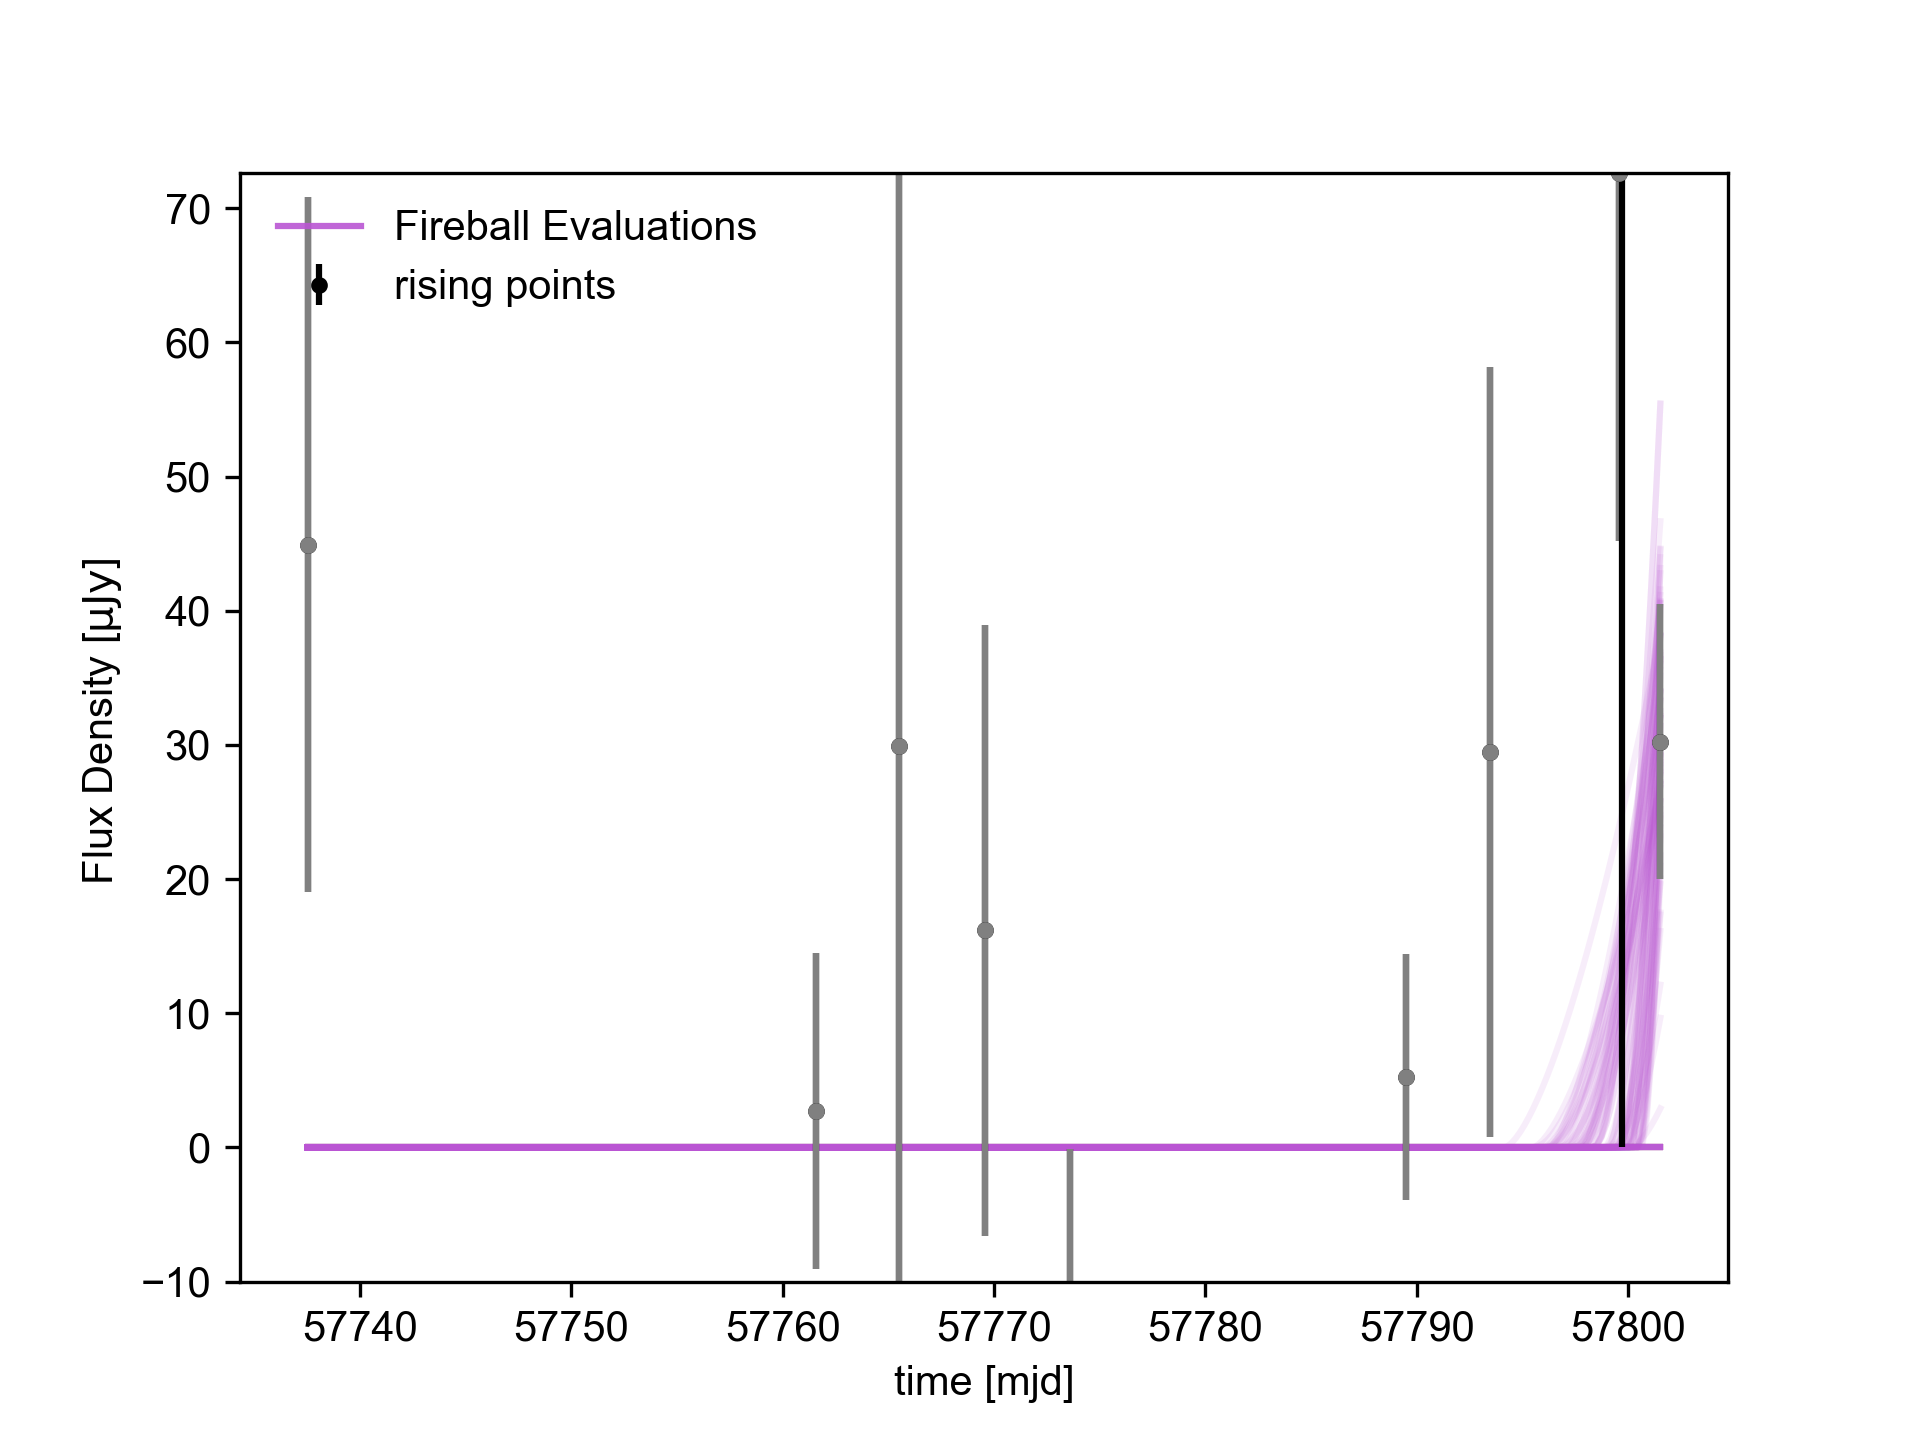 Fireball Evaluations
rising points
70
60
50
40
30
20
10
0
−10
Flux Density [µJy]
57740 57750 57760 57770 57780 57790 57800
time [mjd]